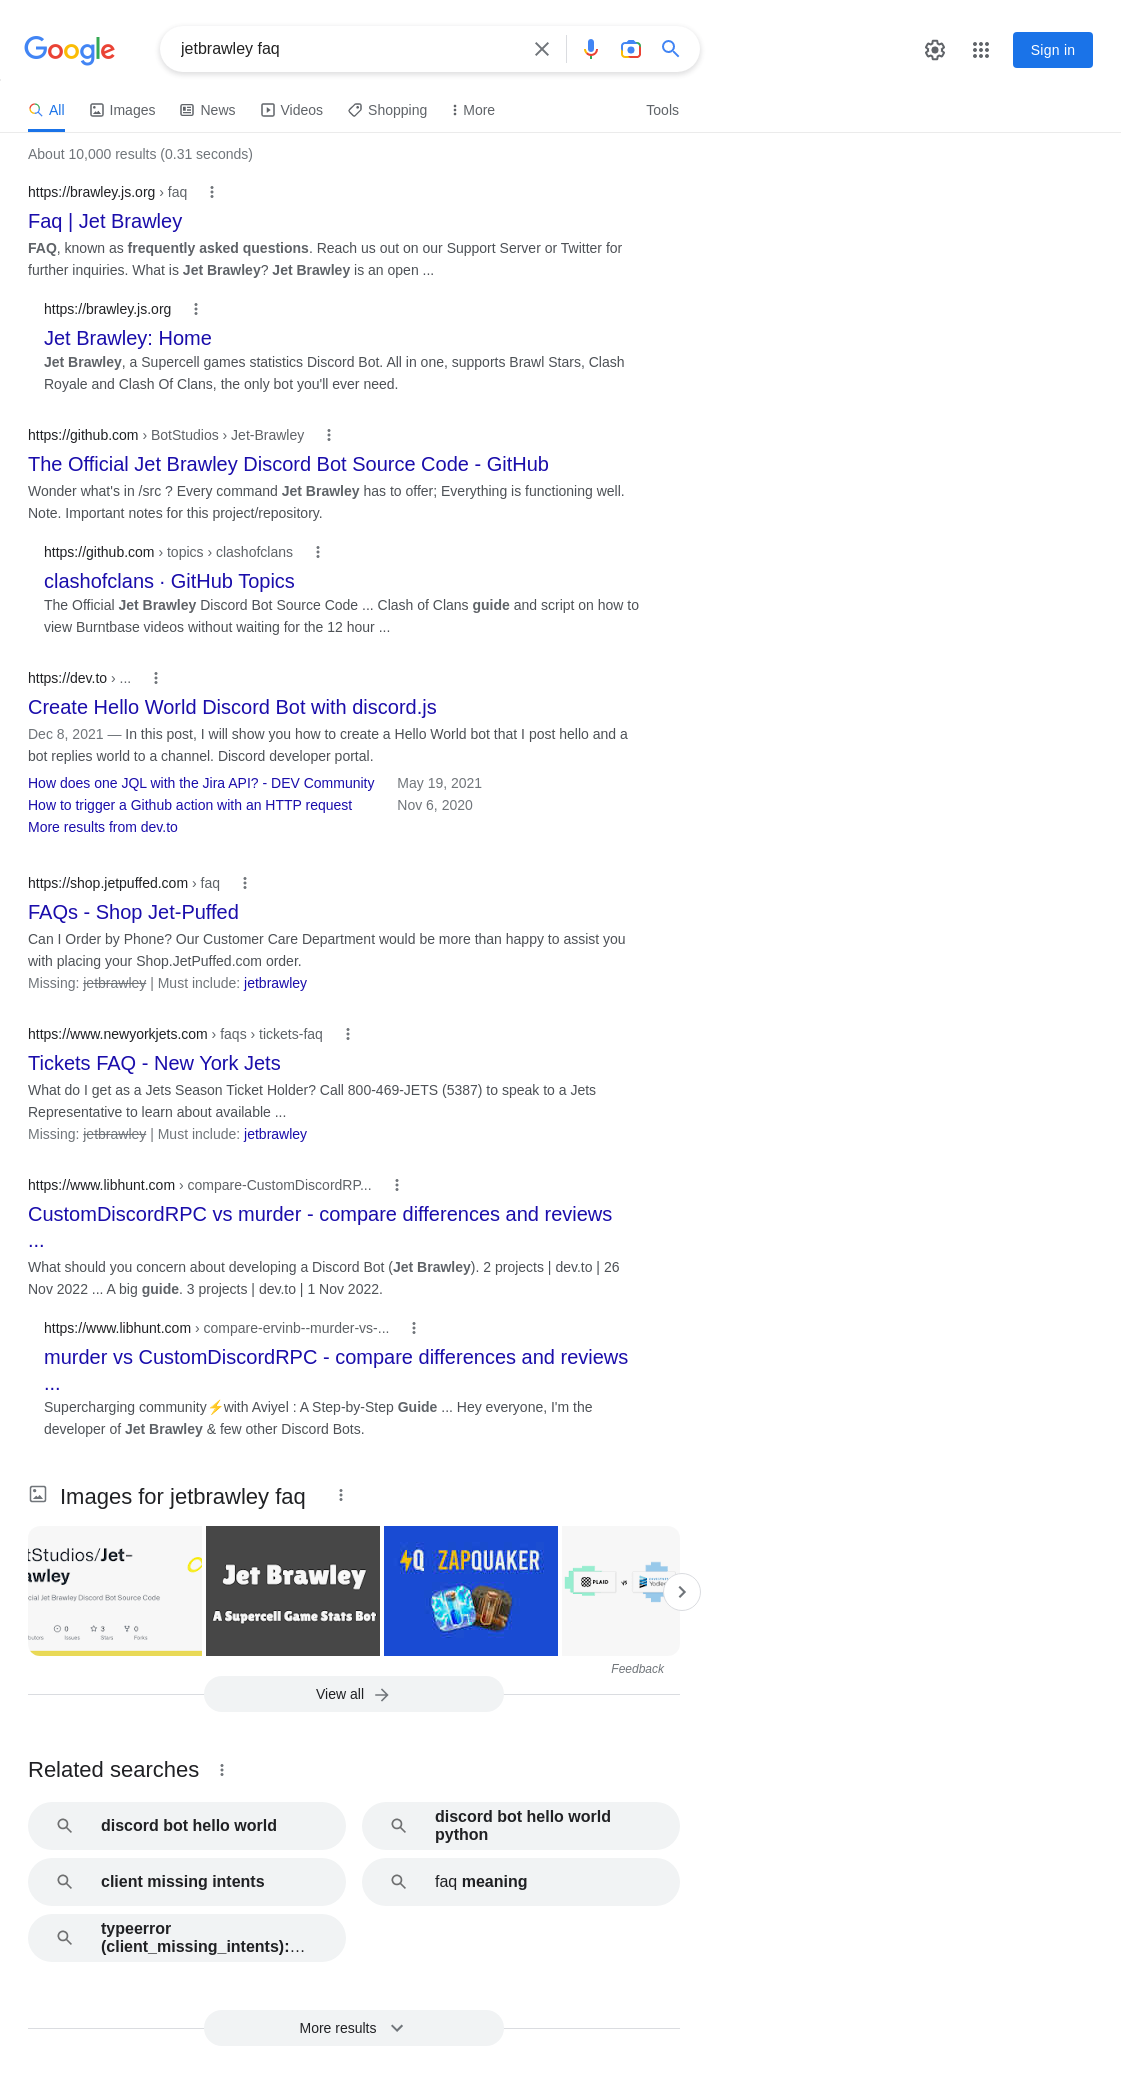 Google
jetbrawley faq
Sign in
All
Images
News
Videos
Shopping
More
Tools
About 10,000 results (0.31 seconds)
https://brawley.js.org › faq
Faq | Jet Brawley
FAQ, known as frequently asked questions. Reach us out on our Support Server or Twitter for
further inquiries. What is Jet Brawley? Jet Brawley is an open ...
https://brawley.js.org
Jet Brawley: Home
Jet Brawley, a Supercell games statistics Discord Bot. All in one, supports Brawl Stars, Clash
Royale and Clash Of Clans, the only bot you'll ever need.
https://github.com › BotStudios › Jet-Brawley
The Official Jet Brawley Discord Bot Source Code - GitHub
Wonder what's in /src ? Every command Jet Brawley has to offer; Everything is functioning well.
Note. Important notes for this project/repository.
https://github.com › topics › clashofclans
clashofclans · GitHub Topics
The Official Jet Brawley Discord Bot Source Code ... Clash of Clans guide and script on how to
view Burntbase videos without waiting for the 12 hour ...
https://dev.to › ...
Create Hello World Discord Bot with discord.js
Dec 8, 2021 — In this post, I will show you how to create a Hello World bot that I post hello and a
bot replies world to a channel. Discord developer portal.
How does one JQL with the Jira API? - DEV Community May 19, 2021
How to trigger a Github action with an HTTP request Nov 6, 2020
More results from dev.to
https://shop.jetpuffed.com › faq
FAQs - Shop Jet-Puffed
Can I Order by Phone? Our Customer Care Department would be more than happy to assist you
with placing your Shop.JetPuffed.com order.
Missing: jetbrawley | Must include: jetbrawley
https://www.newyorkjets.com › faqs › tickets-faq
Tickets FAQ - New York Jets
What do I get as a Jets Season Ticket Holder? Call 800-469-JETS (5387) to speak to a Jets
Representative to learn about available ...
Missing: jetbrawley | Must include: jetbrawley
https://www.libhunt.com › compare-CustomDiscordRP...
CustomDiscordRPC vs murder - compare differences and reviews
...
What should you concern about developing a Discord Bot (Jet Brawley). 2 projects | dev.to | 26
Nov 2022 ... A big guide. 3 projects | dev.to | 1 Nov 2022.
https://www.libhunt.com › compare-ervinb--murder-vs-...
murder vs CustomDiscordRPC - compare differences and reviews
...
Supercharging community⚡with Aviyel : A Step-by-Step Guide ... Hey everyone, I'm the
developer of Jet Brawley & few other Discord Bots.
Images for jetbrawley faq
tStudios/Jet-
awley
cial Jet Brawley Discord Bot Source Code
0 3 0
Issues Stars Forks
Jet Brawley
A Supercell Game Stats Bot
Q ZAPQUAKER
PLAID vs
Feedback
View all
Related searches
discord bot hello world
discord bot hello world
python
client missing intents
faq meaning
typeerror
(client_missing_intents):...
More results